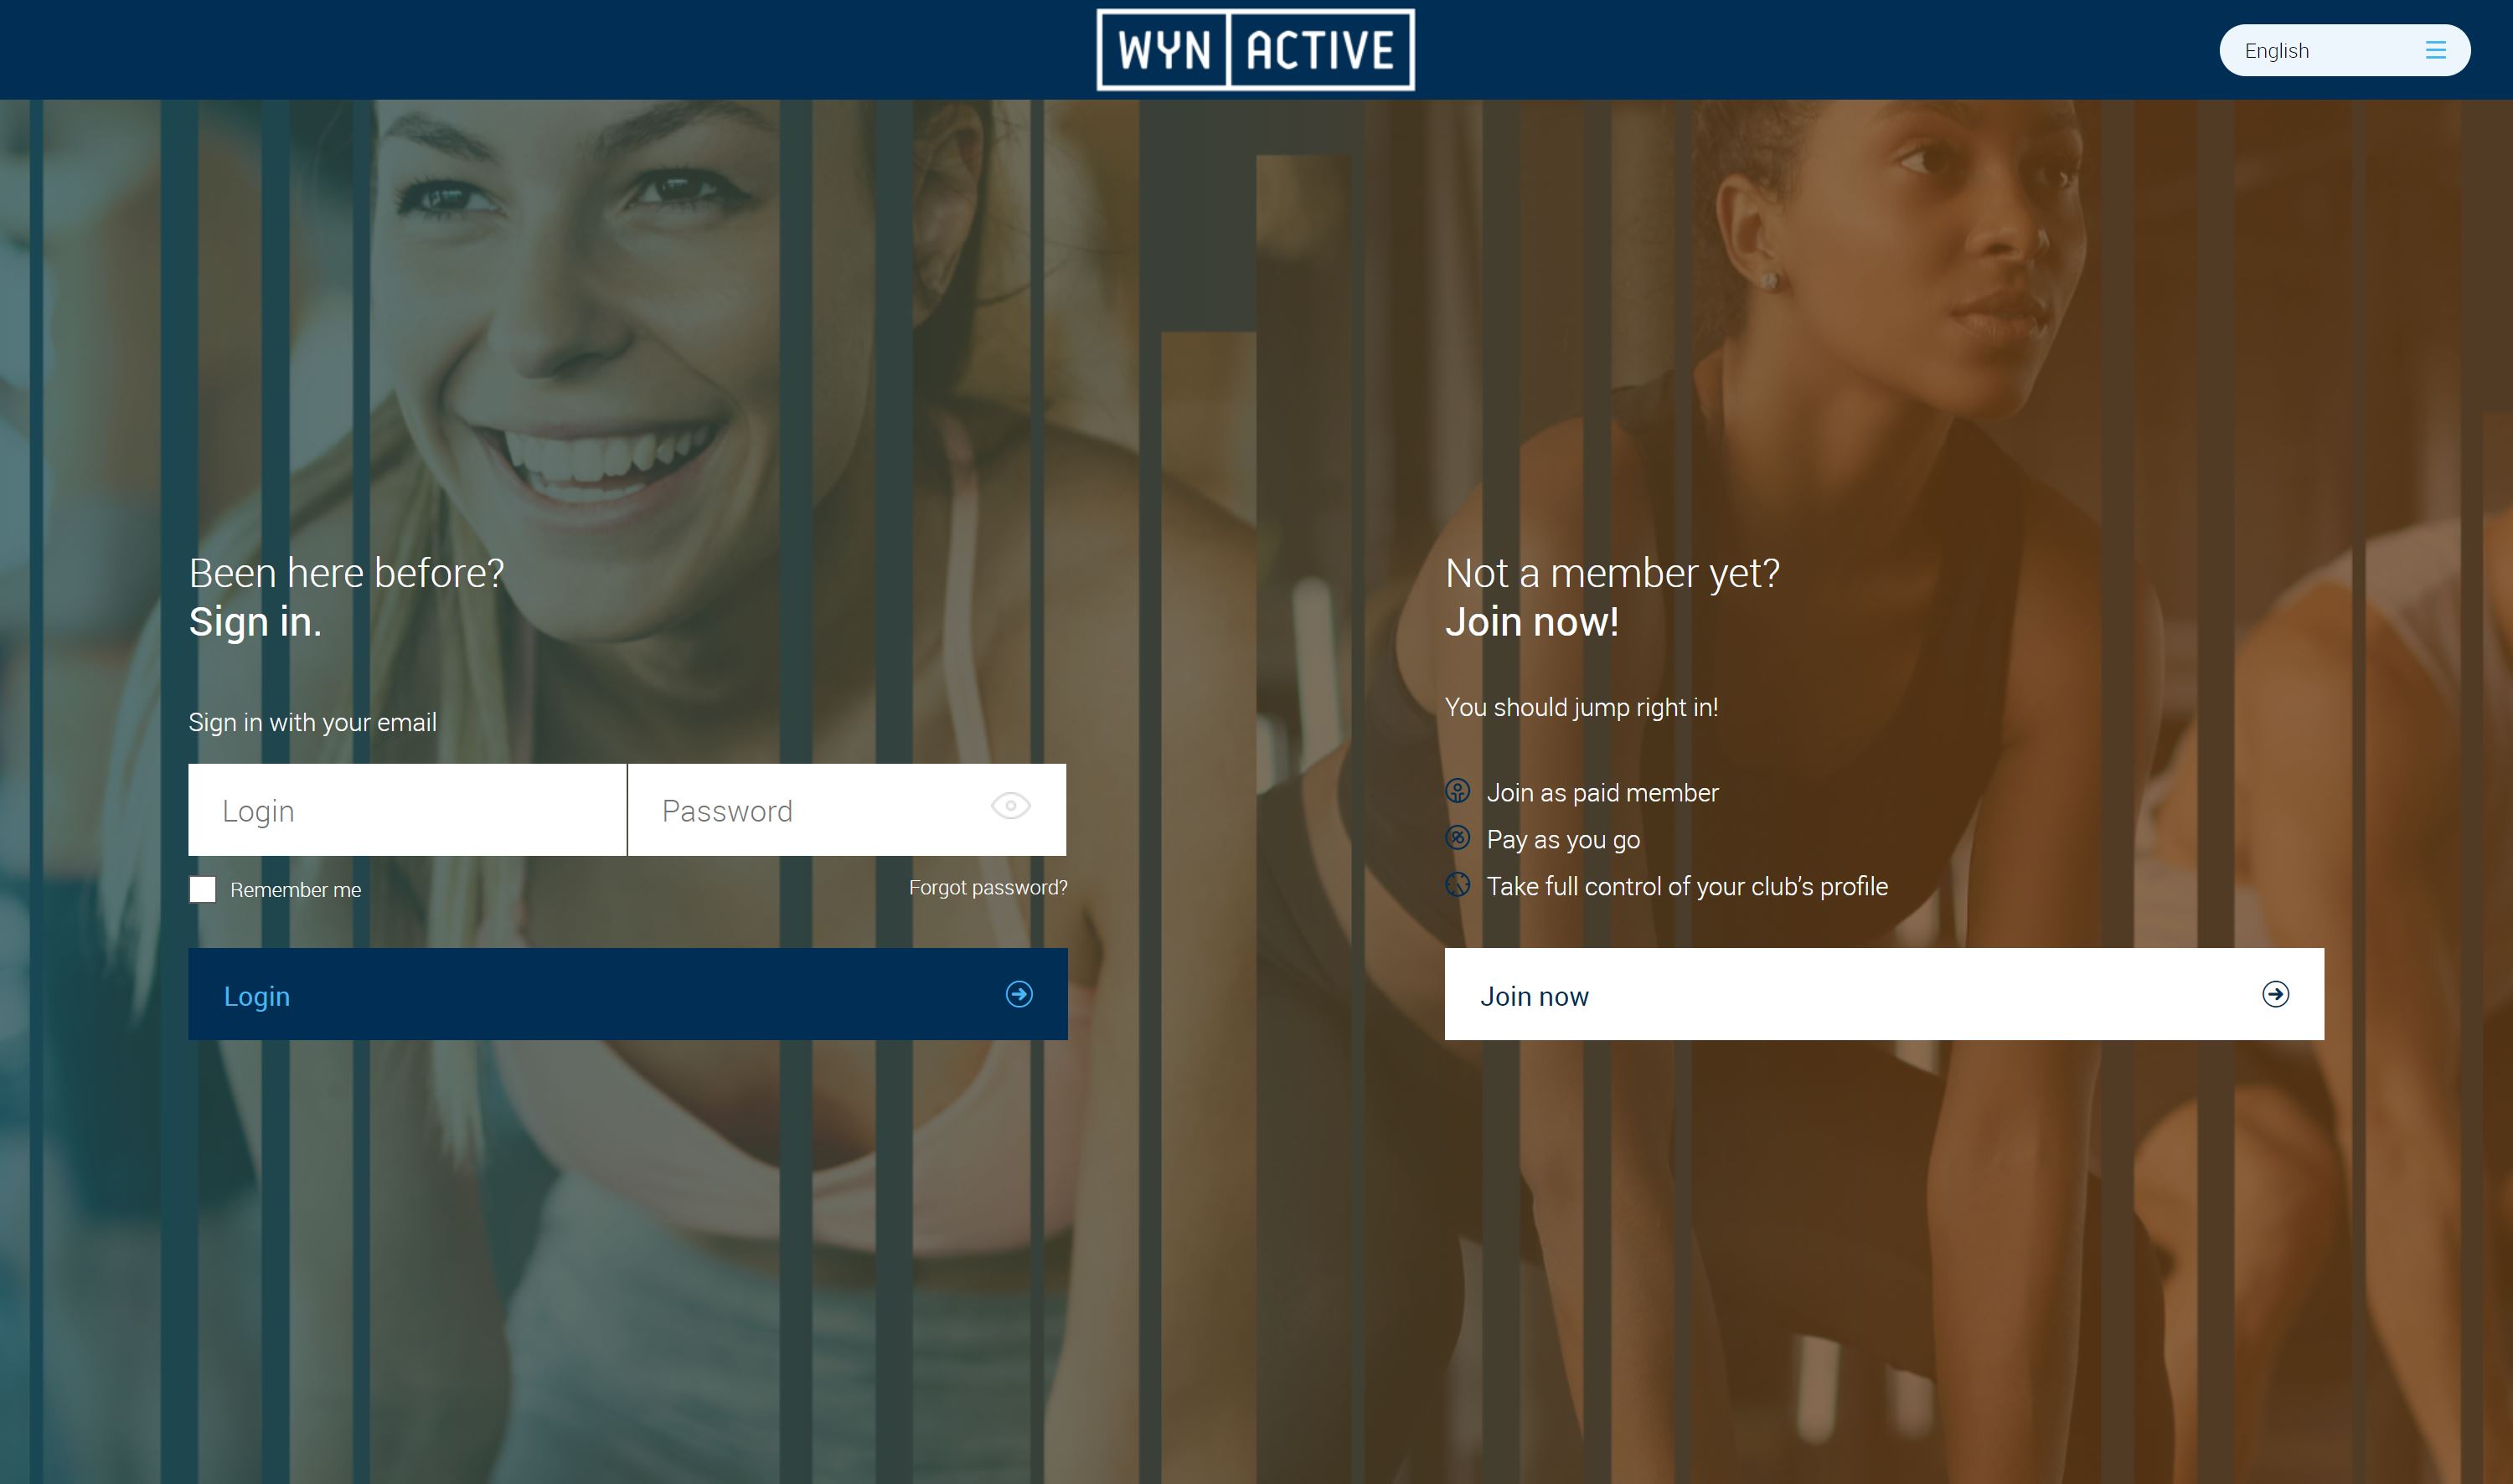 WYN ACTIVE
English
Been here before?
Sign in.
Sign in with your email
Login
Password
Remember me
Forgot password?
Login
Not a member yet?
Join now!
You should jump right in!
Join as paid member
Pay as you go
Take full control of your club's profile
Join now